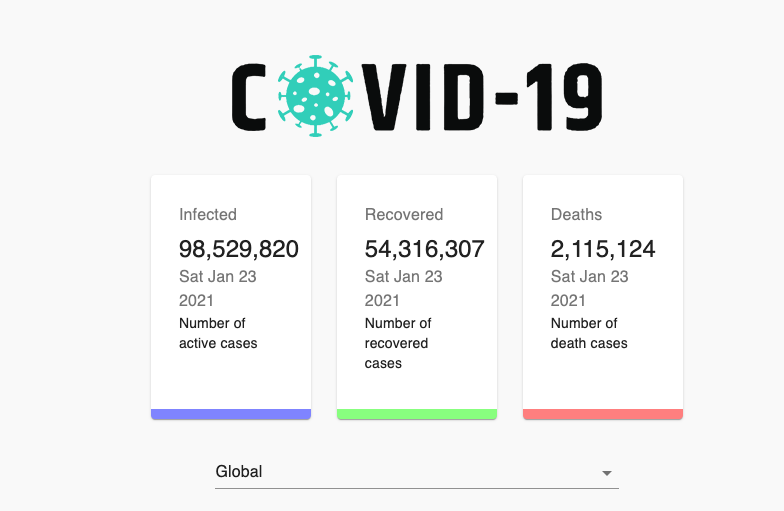 COVID-19
Infected
98,529,820
Sat Jan 23
2021
Number of
active cases
Recovered
54,316,307
Sat Jan 23
2021
Number of
recovered
cases
Deaths
2,115,124
Sat Jan 23
2021
Number of
death cases
Global